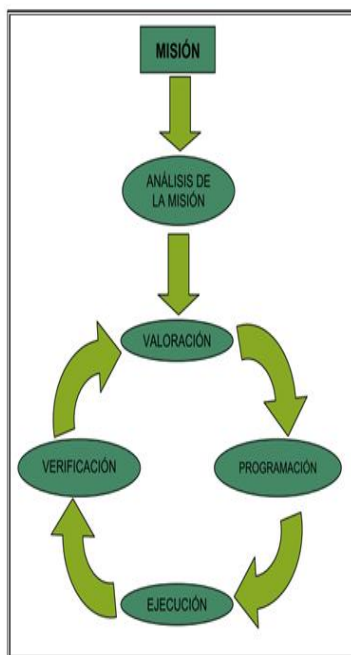 MISIÓN
ANÁLISIS DE
LA MISIÓN
VALORACIÓN
VERIFICACIÓN
PROGRAMACIÓN
EJECUCIÓN